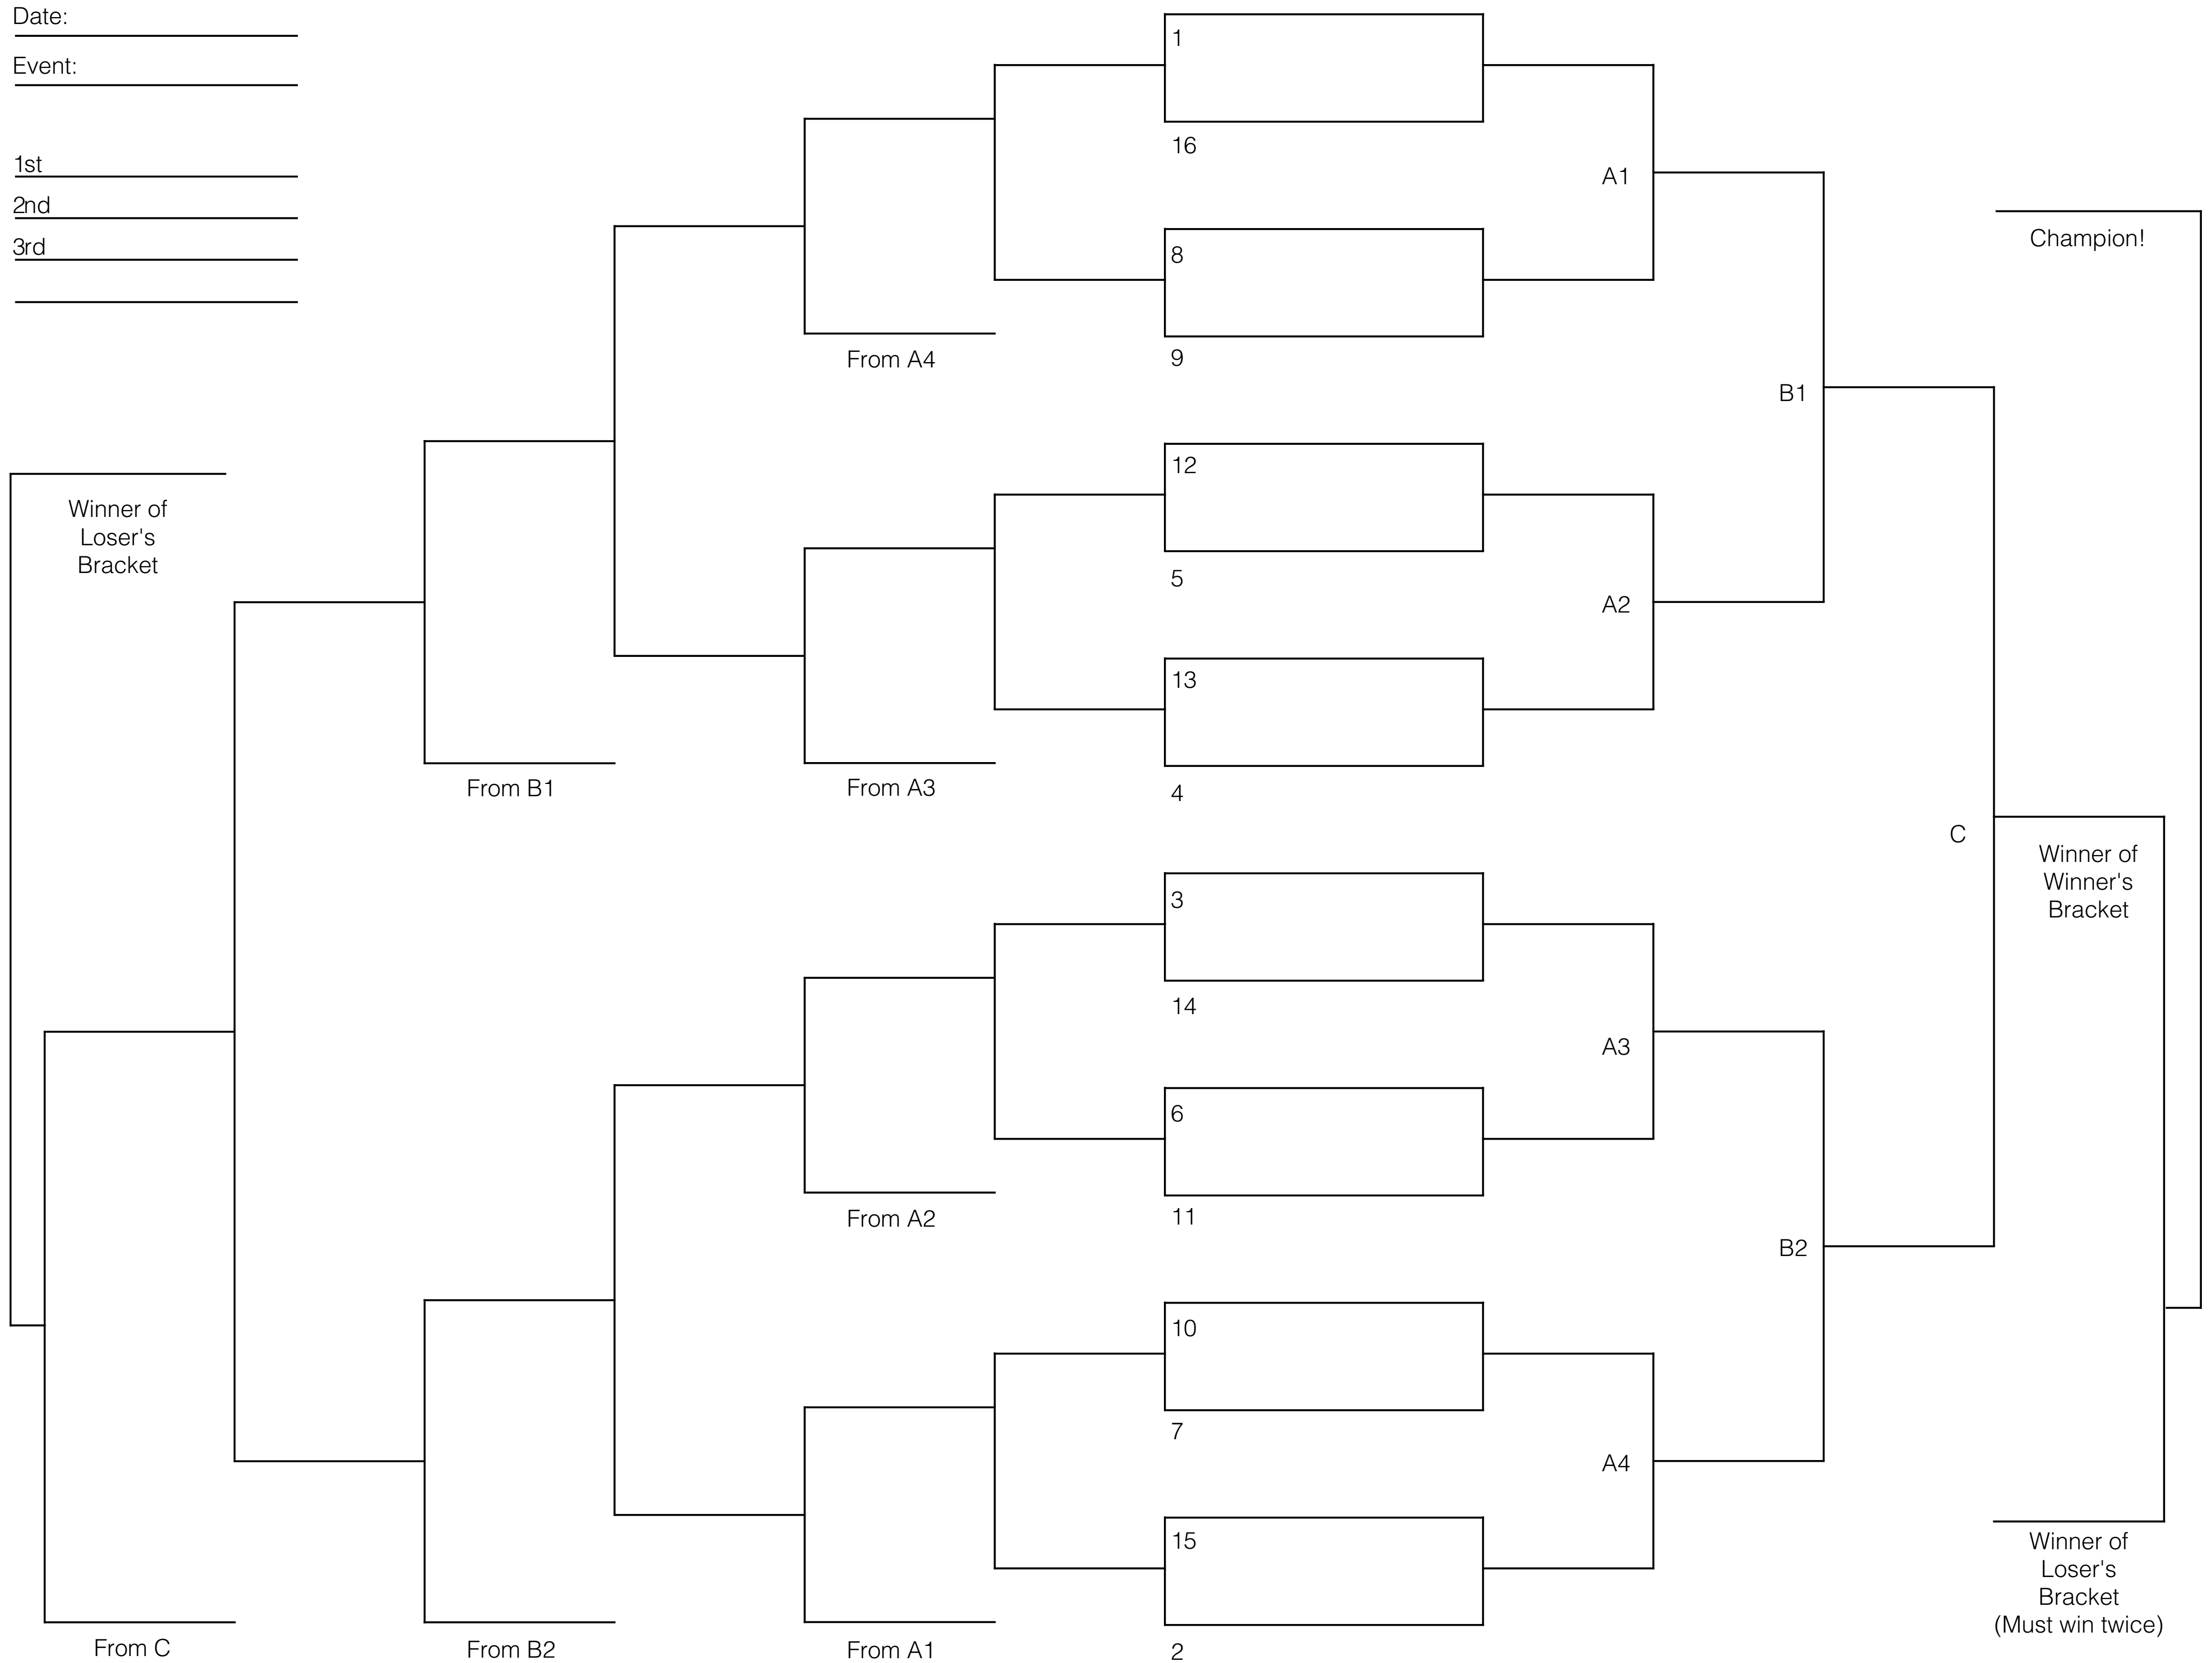 Date:
Event:
1st
2nd
3rd
1
16
A1
8
Champion!
From A4
9
B1
12
Winner of
Loser's
Bracket
5
A2
13
From B1
From A3
4
C
Winner of
Winner's
Bracket
3
14
A3
6
From A2
11
B2
10
7
A4
15
Winner of
Loser's
Bracket
(Must win twice)
From C
From B2
From A1
2